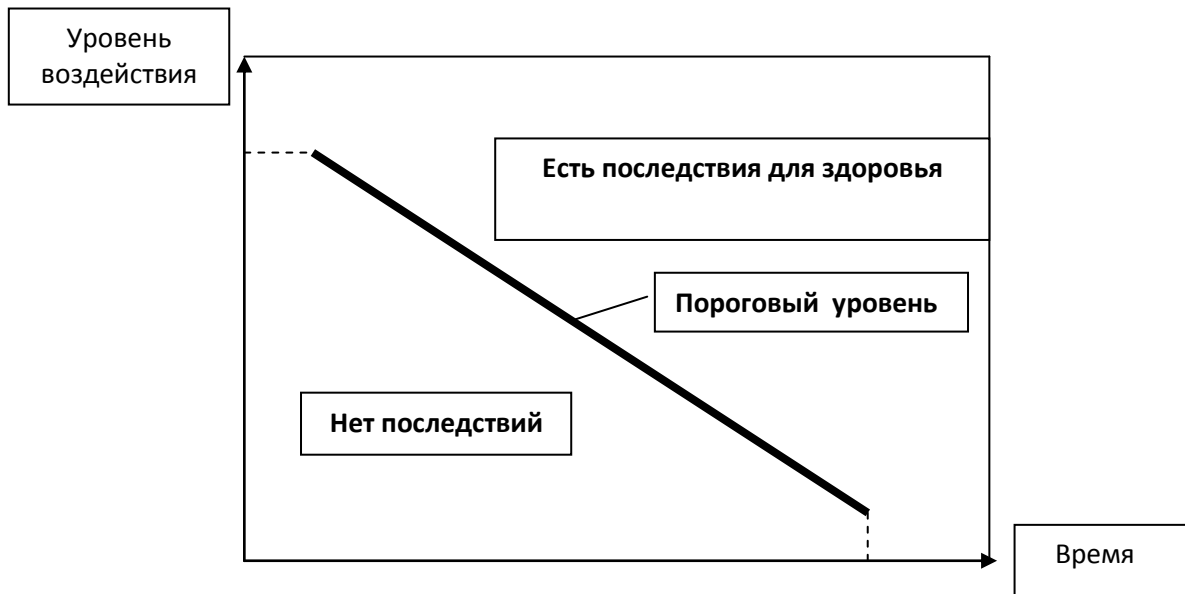 Уровень
воздействия
Есть последствия для здоровья
Пороговый уровень
Нет последствий
Время